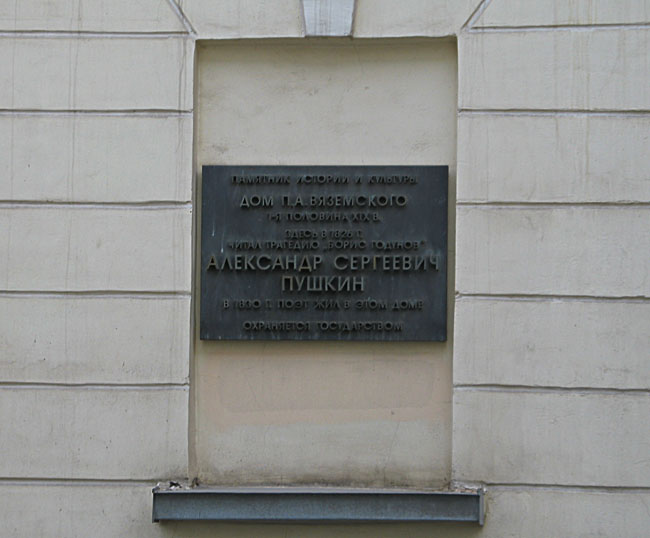 ПАМЯТНИК ИСТОРИИ И КУЛЬТУРЫ
ДОМ П.А.ВЯЗЕМСКОГО
1-Я ПОЛОВИНА XIX В.
ЗДЕСЬ В 1826 Г.
ЧИТАЛ ТРАГЕДИЮ „БОРИС ГОДУНОВ“
АЛЕКСАНДР СЕРГЕЕВИЧ
ПУШКИН
В 1830 Г. ПОЭТ ЖИЛ В ЭТОМ ДОМЕ
ОХРАНЯЕТСЯ ГОСУДАРСТВОМ